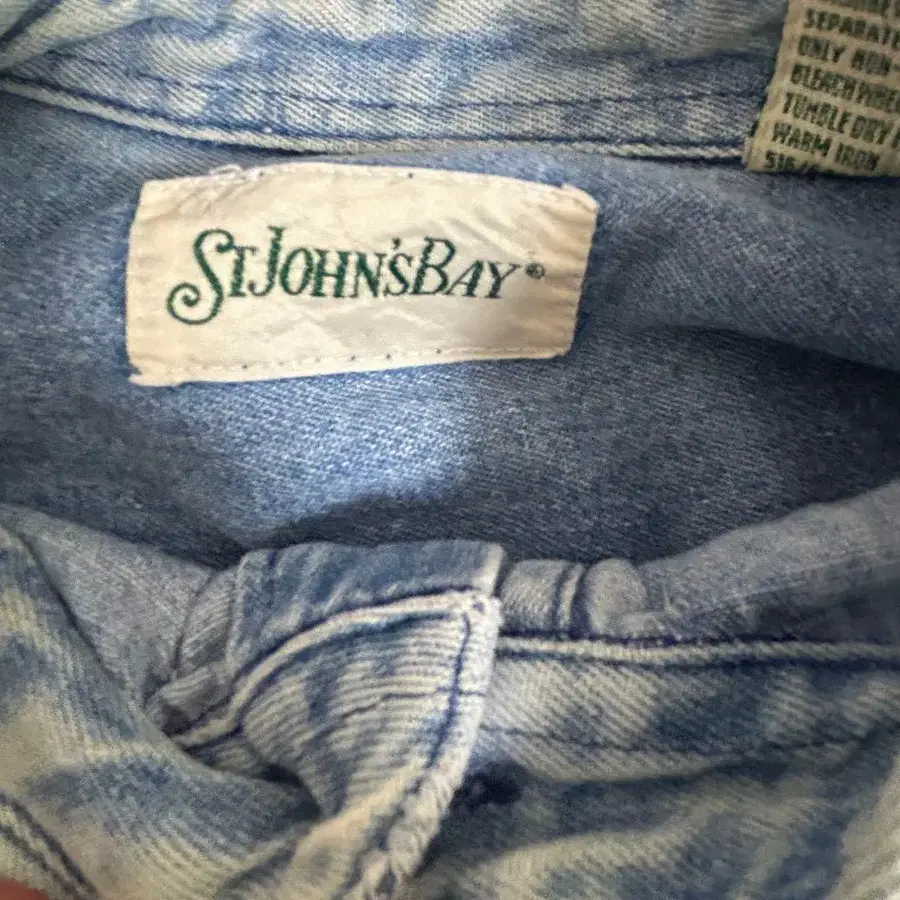 ST JOHN'S BAY®
SEPARATE
ONLY NON-
BLEACH
TUMBLE DRY
WARM IRON